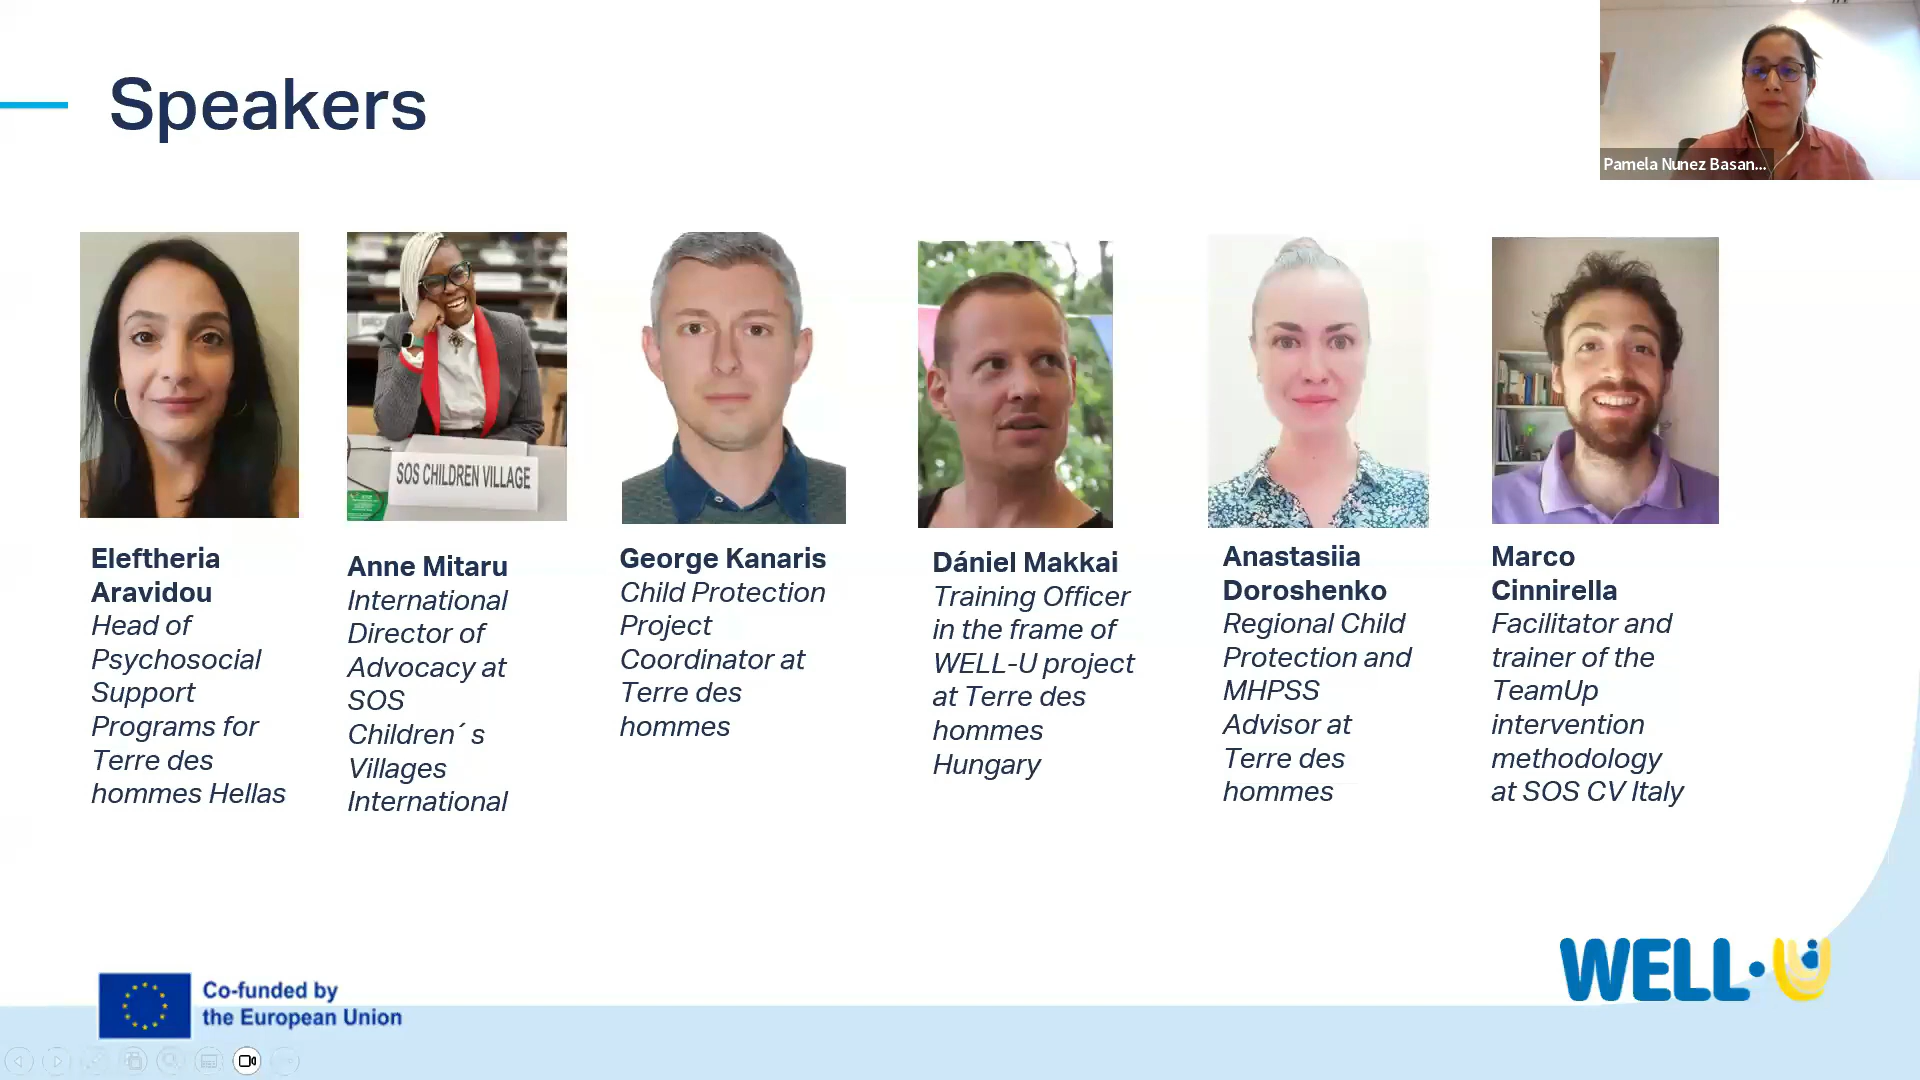 Speakers
Pamela Nunez Basan...
SOS CHILDREN VILLAGE
Eleftheria
Aravidou
Head of
Psychosocial
Support
Programs for
Terre des
hommes Hellas
Anne Mitaru
International
Director of
Advocacy at
SOS
Children´s
Villages
International
George Kanaris
Child Protection
Project
Coordinator at
Terre des
hommes
Dániel Makkai
Training Officer
in the frame of
WELL-U project
at Terre des
hommes
Hungary
Anastasiia
Doroshenko
Regional Child
Protection and
MHPSS
Advisor at
Terre des
hommes
Marco
Cinnirella
Facilitator and
trainer of the
TeamUp
intervention
methodology
at SOS CV Italy
Co-funded by
the European Union
WELL·U